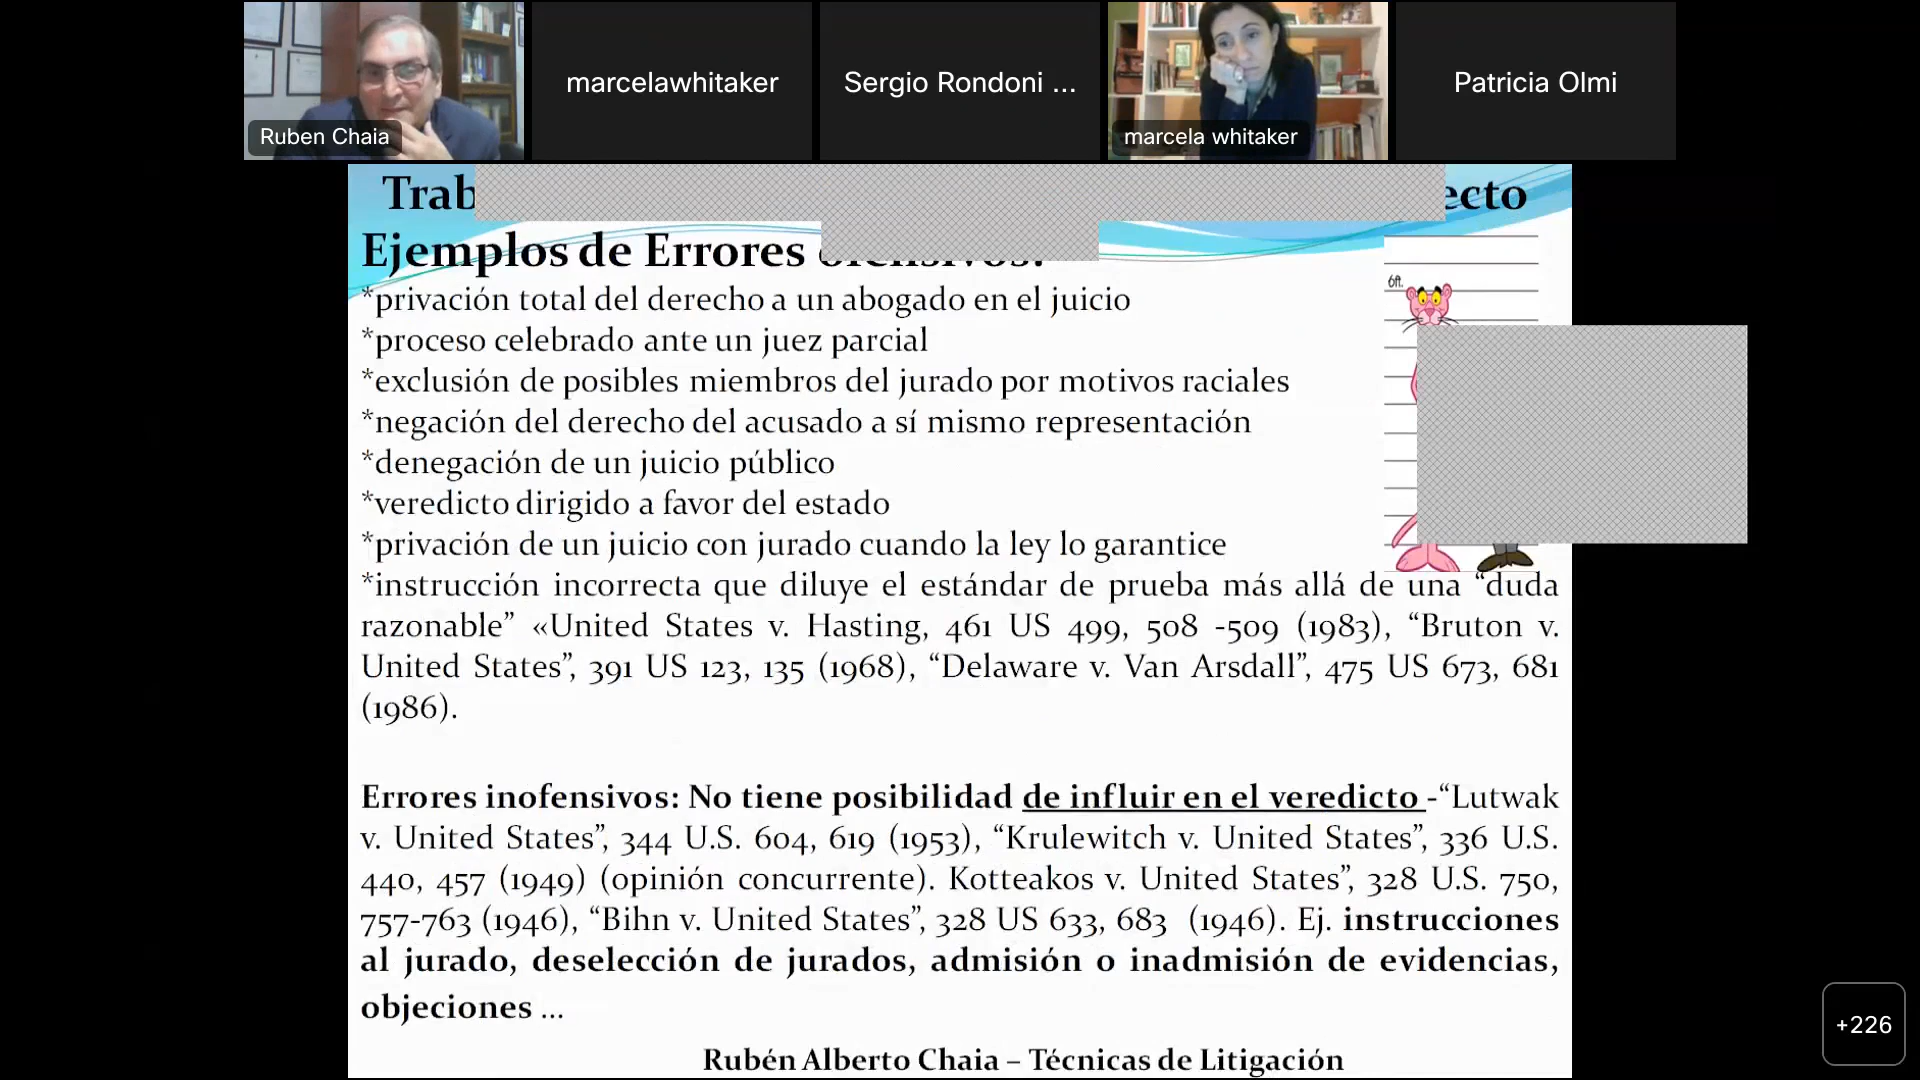 marcelawhitaker
Sergio Rondoni ...
Patricia Olmi
Ruben Chaia
marcela whitaker
Ejemplos de Errores
6ft.
*privación total del derecho a un abogado en el juicio
*proceso celebrado ante un juez parcial
*exclusión de posibles miembros del jurado por motivos raciales
*negación del derecho del acusado a sí mismo representación
*denegación de un juicio público
*veredicto dirigido a favor del estado
*privación de un juicio con jurado cuando la ley lo garantice
*instrucción incorrecta que diluye el estándar de prueba más allá de una “duda
razonable” «United States v. Hasting, 461 US 499, 508 -509 (1983), “Bruton v.
United States”, 391 US 123, 135 (1968), “Delaware v. Van Arsdall”, 475 US 673, 681
(1986).
Errores inofensivos: No tiene posibilidad de influir en el veredicto -“Lutwak
v. United States”, 344 U.S. 604, 619 (1953), “Krulewitch v. United States”, 336 U.S.
440, 457 (1949) (opinión concurrente). Kotteakos v. United States”, 328 U.S. 750,
757-763 (1946), “Bihn v. United States”, 328 US 633, 683 (1946). Ej. instrucciones
al jurado, deselección de jurados, admisión o inadmisión de evidencias,
objeciones ...
Rubén Alberto Chaia – Técnicas de Litigación
+226